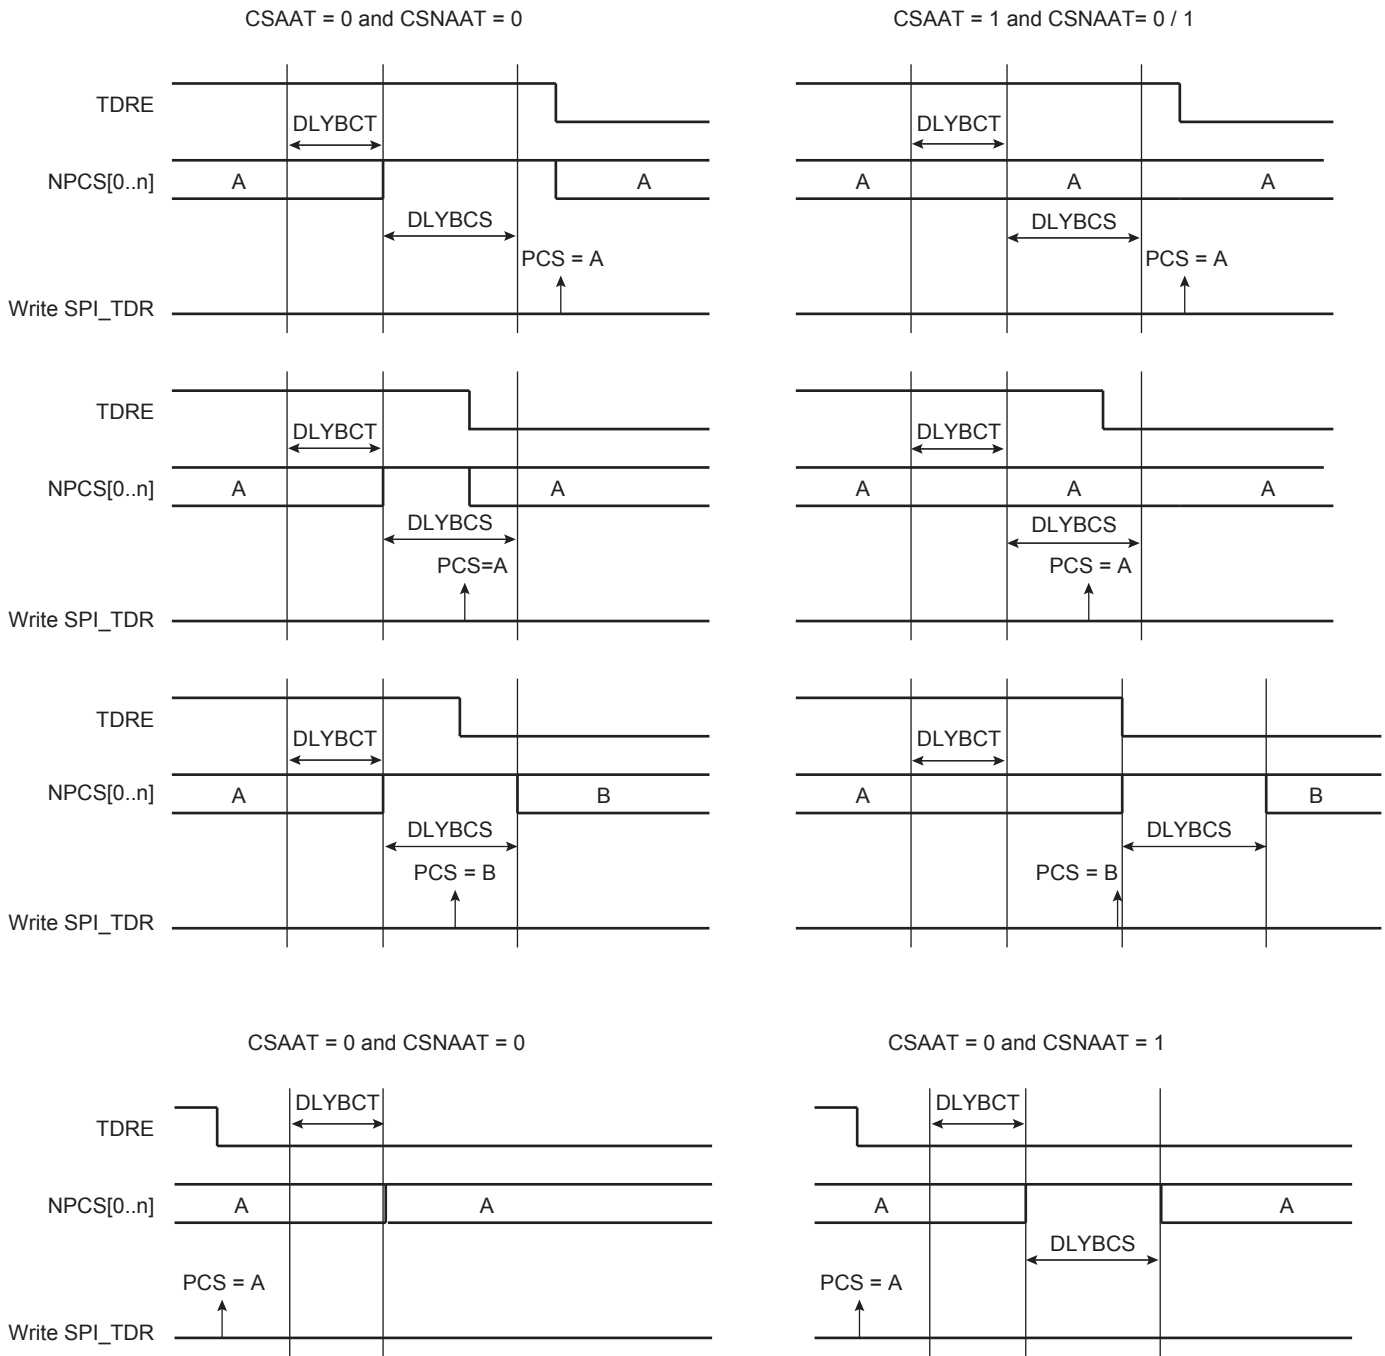 CSAAT = 0 and CSNAAT = 0
CSAAT = 1 and CSNAAT= 0 / 1
TDRE
DLYBCT
DLYBCT
NPCS[0..n]
A
A
A
A
A
DLYBCS
DLYBCS
PCS = A
PCS = A
Write SPI_TDR
TDRE
DLYBCT
DLYBCT
NPCS[0..n]
A
A
A
A
A
DLYBCS
DLYBCS
PCS=A
PCS = A
Write SPI_TDR
TDRE
DLYBCT
DLYBCT
NPCS[0..n]
A
B
A
B
DLYBCS
DLYBCS
PCS = B
PCS = B
Write SPI_TDR
CSAAT = 0 and CSNAAT = 0
CSAAT = 0 and CSNAAT = 1
DLYBCT
DLYBCT
TDRE
NPCS[0..n]
A
A
A
A
DLYBCS
PCS = A
PCS = A
Write SPI_TDR